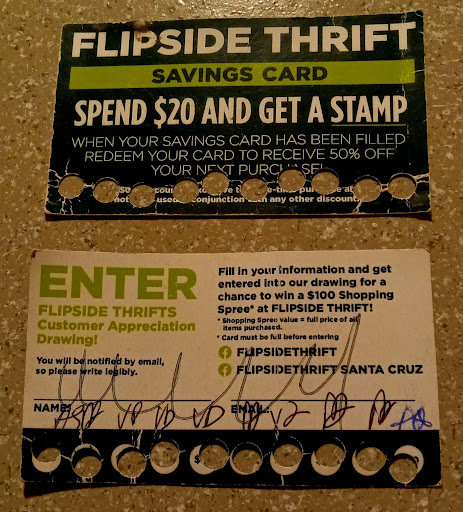 FLIPSIDE THRIFT
SAVINGS CARD
SPEND $20 AND GET A STAMP
WHEN YOUR SAVINGS CARD HAS BEEN FILLED
REDEEM YOUR CARD TO RECEIVE 50% OFF
YOUR NEXT PURCHASE!
at
any other discount
ENTER
FLIPSIDE THRIFTS
Customer Appreciation
Drawing!
You will be notified by email,
so please write legibly.
Fill in your information and get
entered into our drawing for a
chance to win a $100 Shopping
Spree* at FLIPSIDE THRIFT!
* Shopping Spree value = full price of all
items purchased.
* Card must be full before entering
FLIPSIDETHRIFT
FLIPSIDETHRIFT SANTA CRUZ
NAME:
EMAIL: